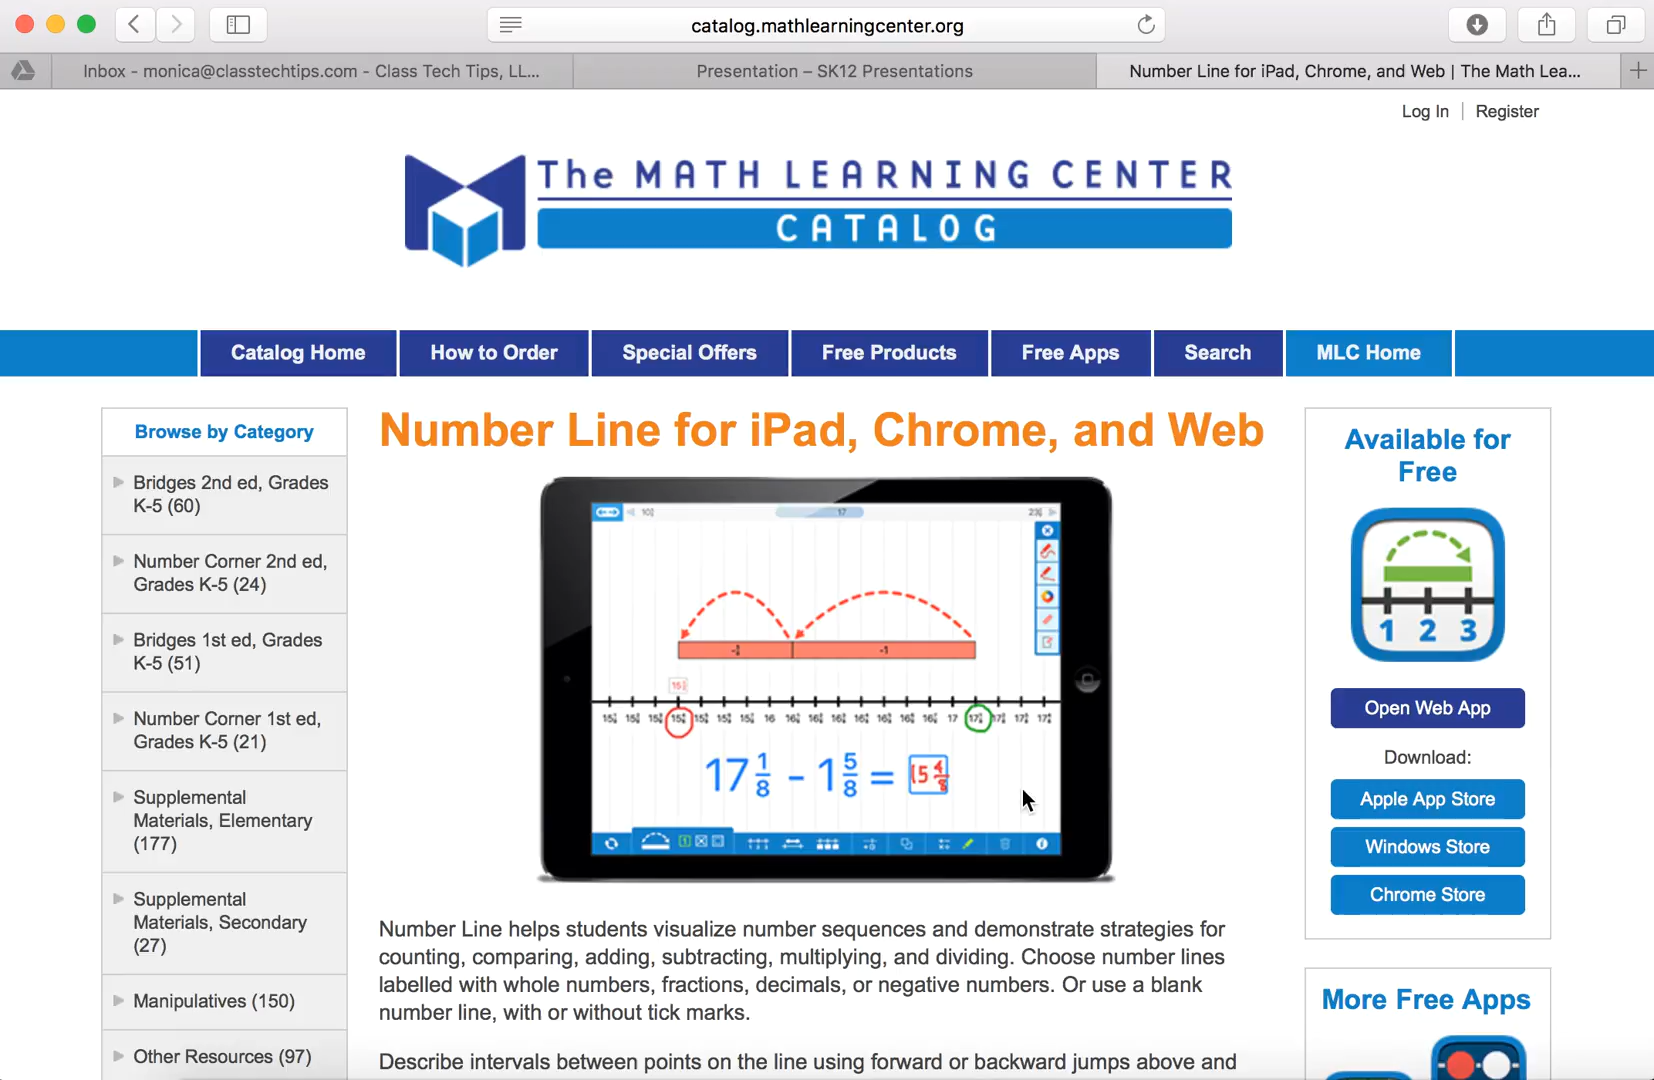 catalog.mathlearningcenter.org
Inbox - monica@classtechtips.com - Class Tech Tips, LL...
Presentation – SK12 Presentations
Number Line for iPad, Chrome, and Web | The Math Lea...
Log In | Register
The MATH LEARNING CENTER
CATALOG
Catalog Home
How to Order
Special Offers
Free Products
Free Apps
Search
MLC Home
Browse by Category
Bridges 2nd ed, Grades
K-5 (60)
Number Corner 2nd ed,
Grades K-5 (24)
Bridges 1st ed, Grades
K-5 (51)
Number Corner 1st ed,
Grades K-5 (21)
Supplemental
Materials, Elementary
(177)
Supplemental
Materials, Secondary
(27)
Manipulatives (150)
Other Resources (97)
Number Line for iPad, Chrome, and Web
17
-1
16
17
17 1/8 - 1 5/8 = 15 4/8
Number Line helps students visualize number sequences and demonstrate strategies for
counting, comparing, adding, subtracting, multiplying, and dividing. Choose number lines
labelled with whole numbers, fractions, decimals, or negative numbers. Or use a blank
number line, with or without tick marks.
Describe intervals between points on the line using forward or backward jumps above and
Available for
Free
1 2 3
Open Web App
Download:
Apple App Store
Windows Store
Chrome Store
More Free Apps